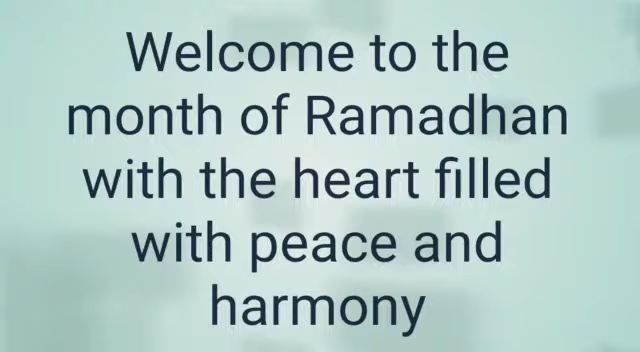 Welcome to the
month of Ramadhan
with the heart filled
with peace and
harmony